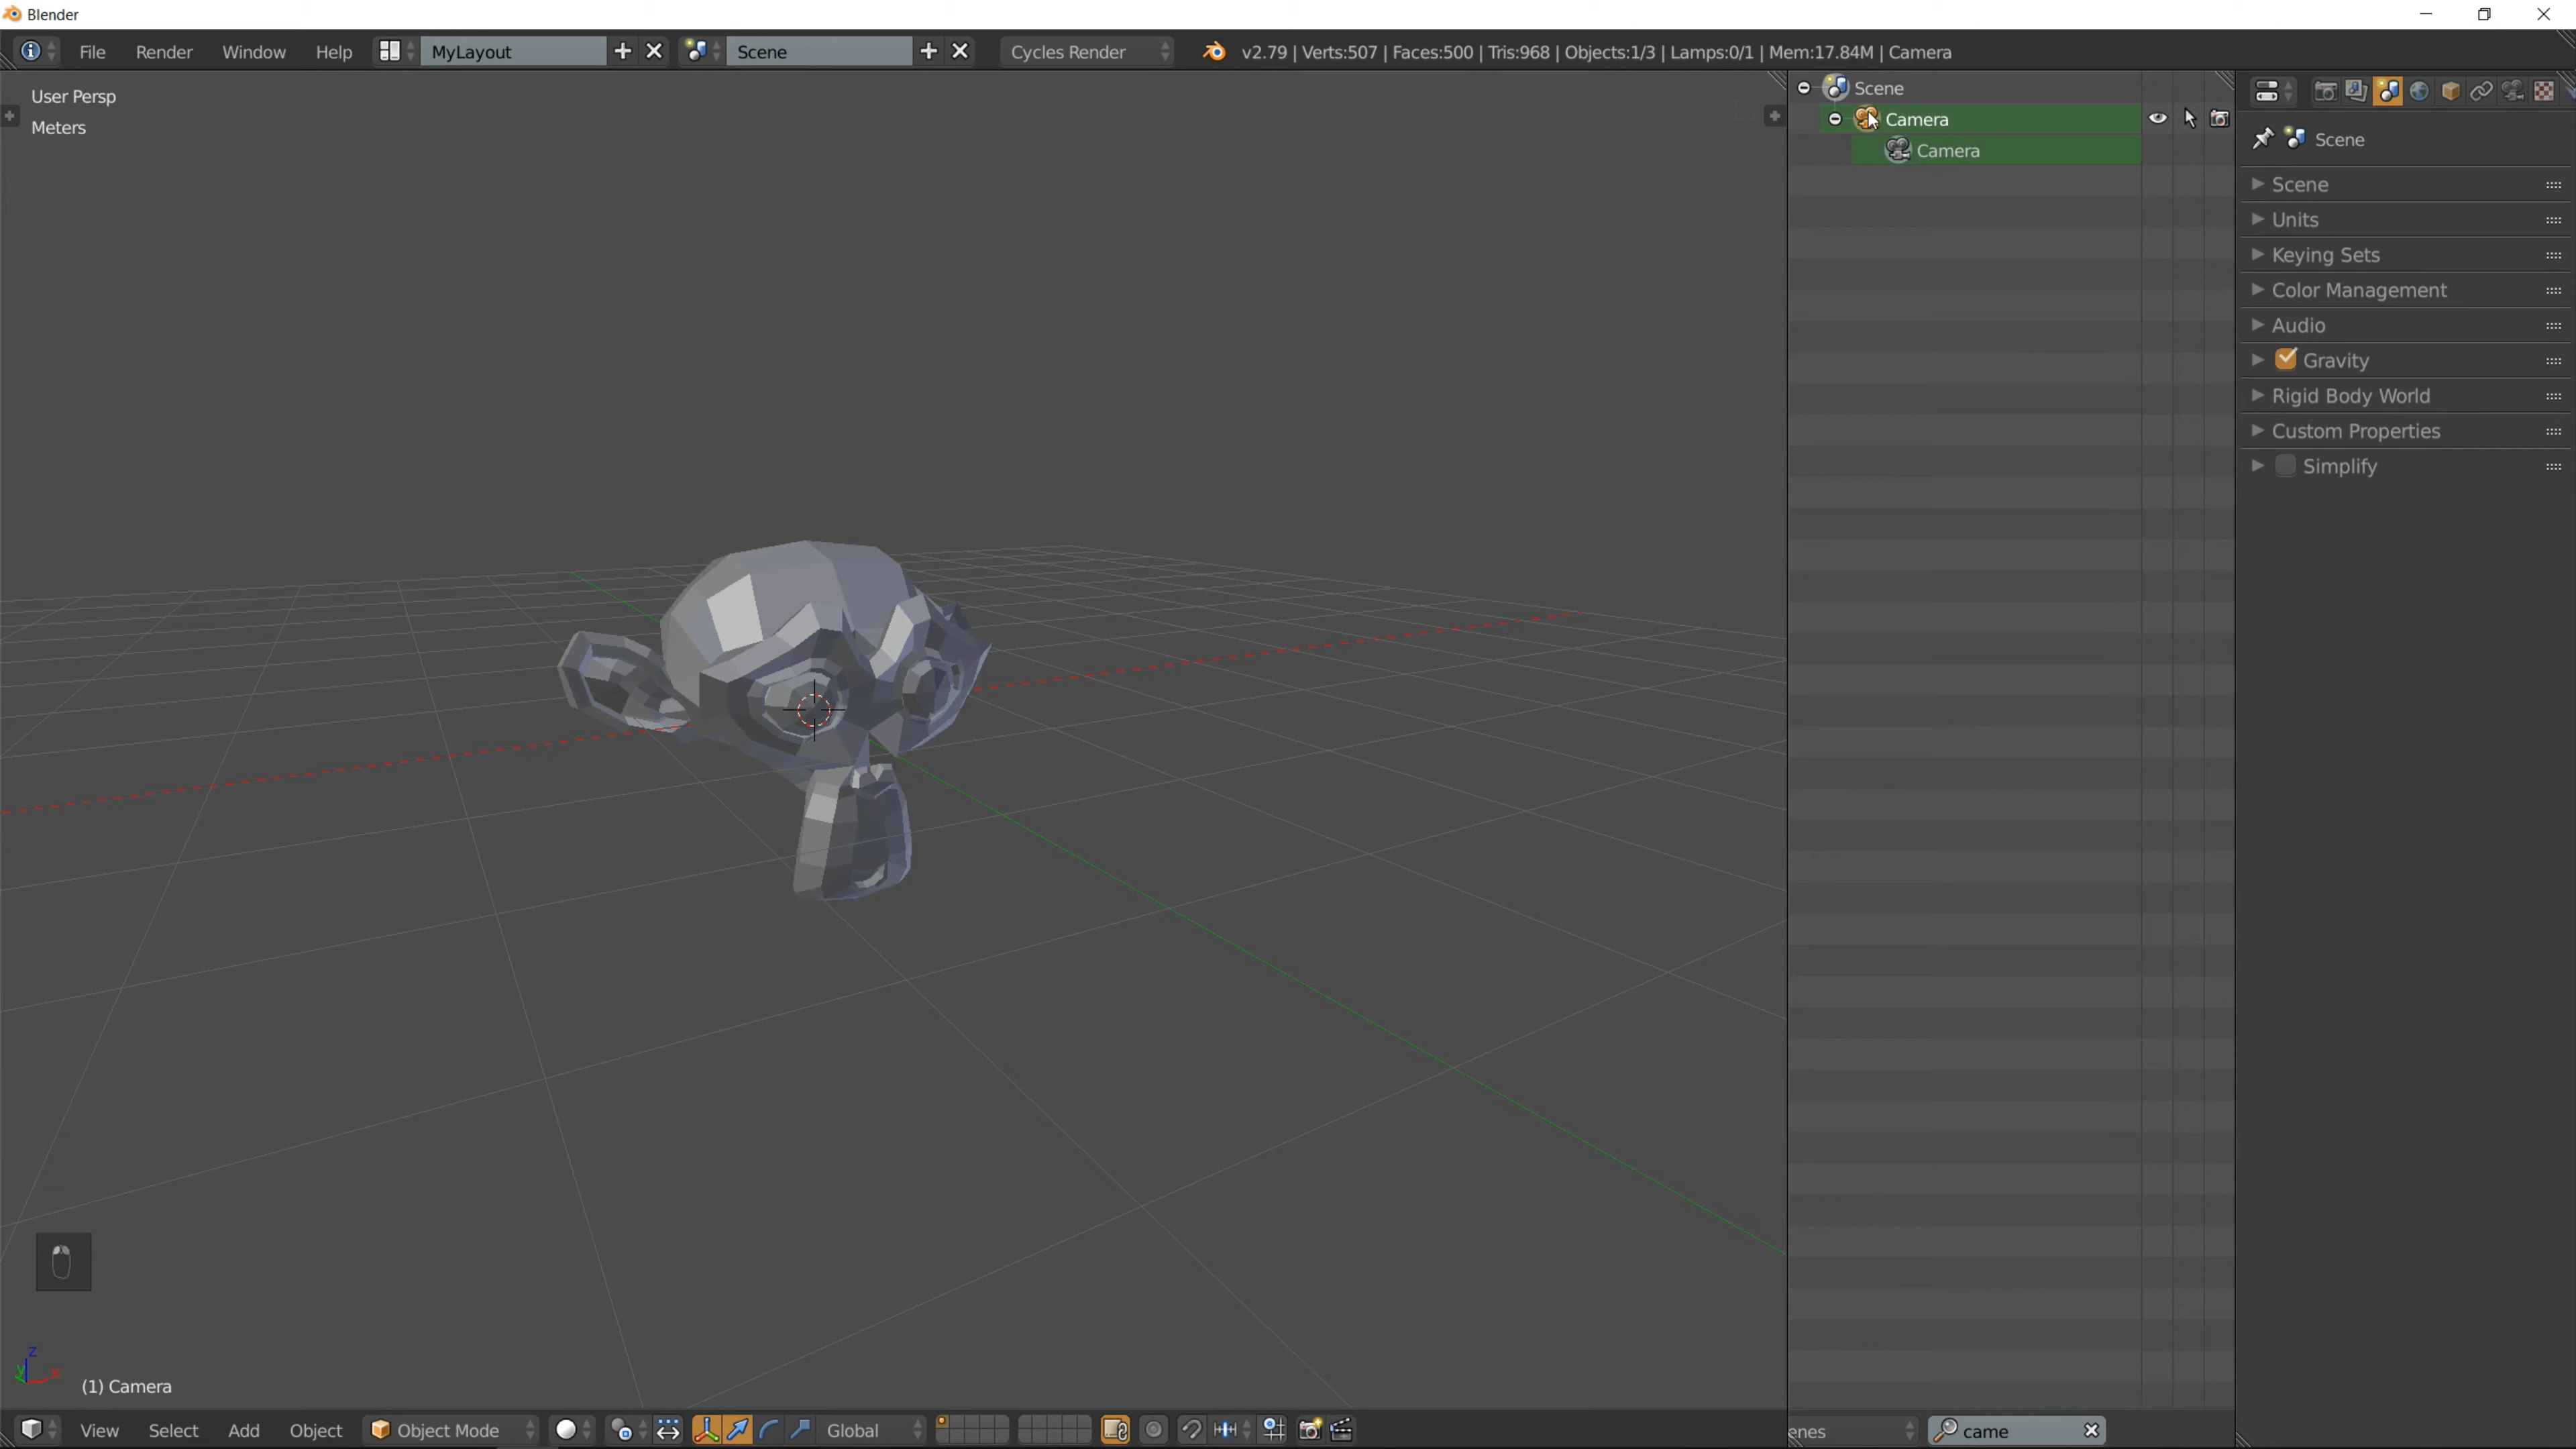 Blender
File Render Window Help MyLayout Scene Cycles Render v2.79 | Verts:507 | Faces:500 | Tris:968 | Objects:1/3 | Lamps:0/1 | Mem:17.84M | Camera
User Persp
Meters
Scene
Camera
Camera
Scene
Scene
Units
Keying Sets
Color Management
Audio
Gravity
Rigid Body World
Custom Properties
Simplify
z
y x
(1) Camera
View Select Add Object Object Mode Global
enes came